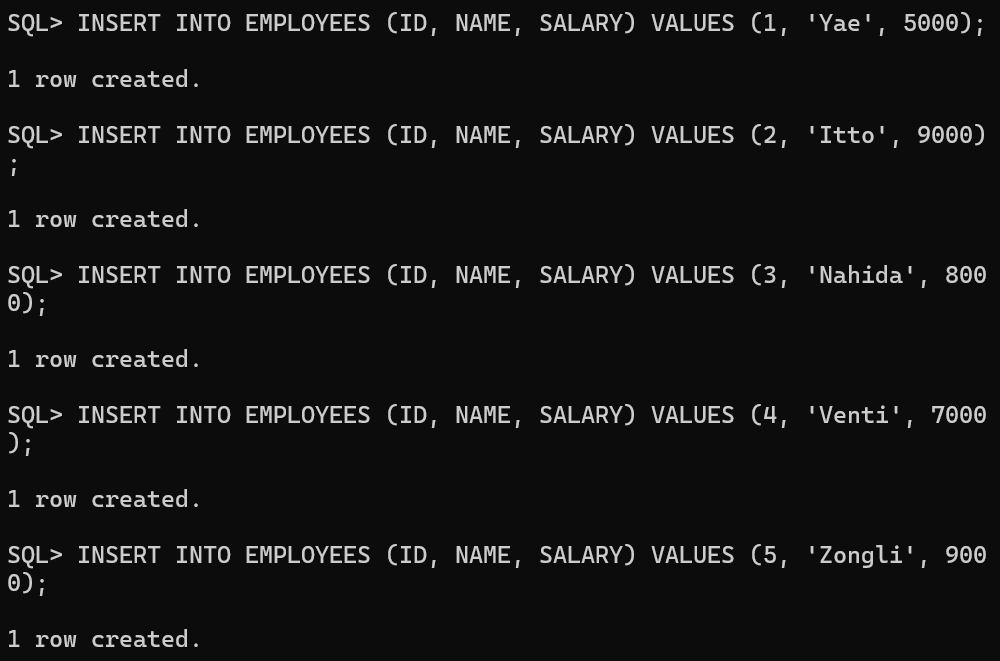 SQL> INSERT INTO EMPLOYEES (ID, NAME, SALARY) VALUES (1, 'Yae', 5000);
1 row created.
SQL> INSERT INTO EMPLOYEES (ID, NAME, SALARY) VALUES (2, 'Itto', 9000)
;
1 row created.
SQL> INSERT INTO EMPLOYEES (ID, NAME, SALARY) VALUES (3, 'Nahida', 800
0);
1 row created.
SQL> INSERT INTO EMPLOYEES (ID, NAME, SALARY) VALUES (4, 'Venti', 7000
);
1 row created.
SQL> INSERT INTO EMPLOYEES (ID, NAME, SALARY) VALUES (5, 'Zongli', 900
0);
1 row created.